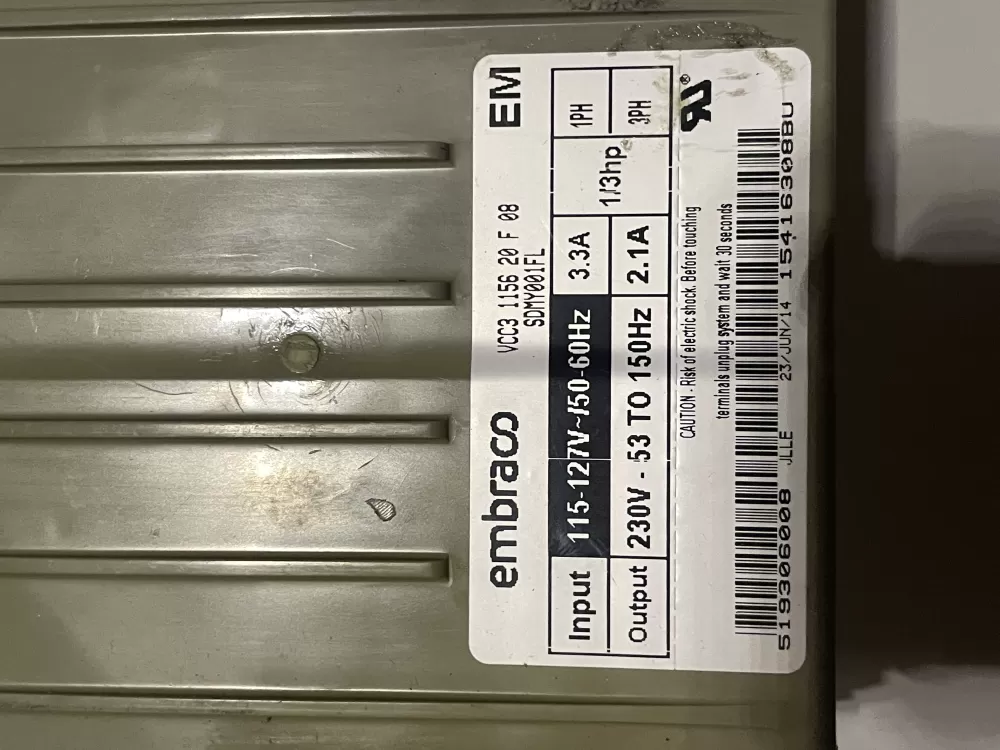 embraco VCC3 1156 20 F 08 EM
SDMY001FL
Input 115-127V~/50-60Hz 3.3A 1/3hp 1PH
Output 230V - 53 TO 150Hz 2.1A 3PH
CAUTION - Risk of electric shock. Before touching
terminals unplug system and wait 30 seconds
519306008 JLLE 23/JUN/14 154163088U